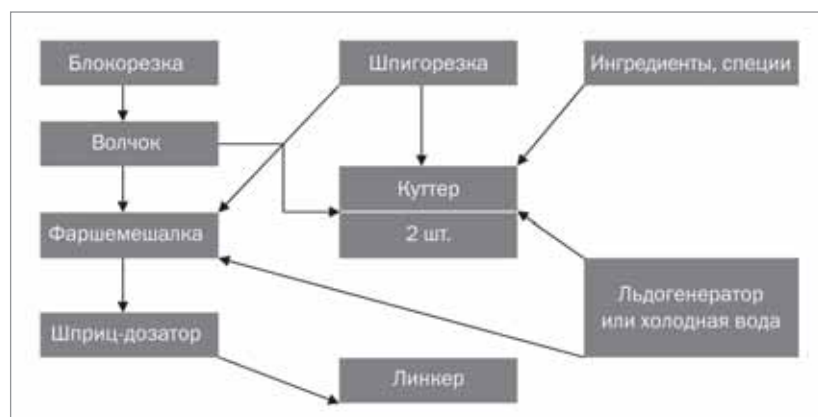 Блокорезка
Шпигорезка
Ингредиенты, специи
Волчок
Куттер
2 шт.
Фаршемешалка
Льдогенератор
или холодная вода
Шприц-дозатор
Линкер